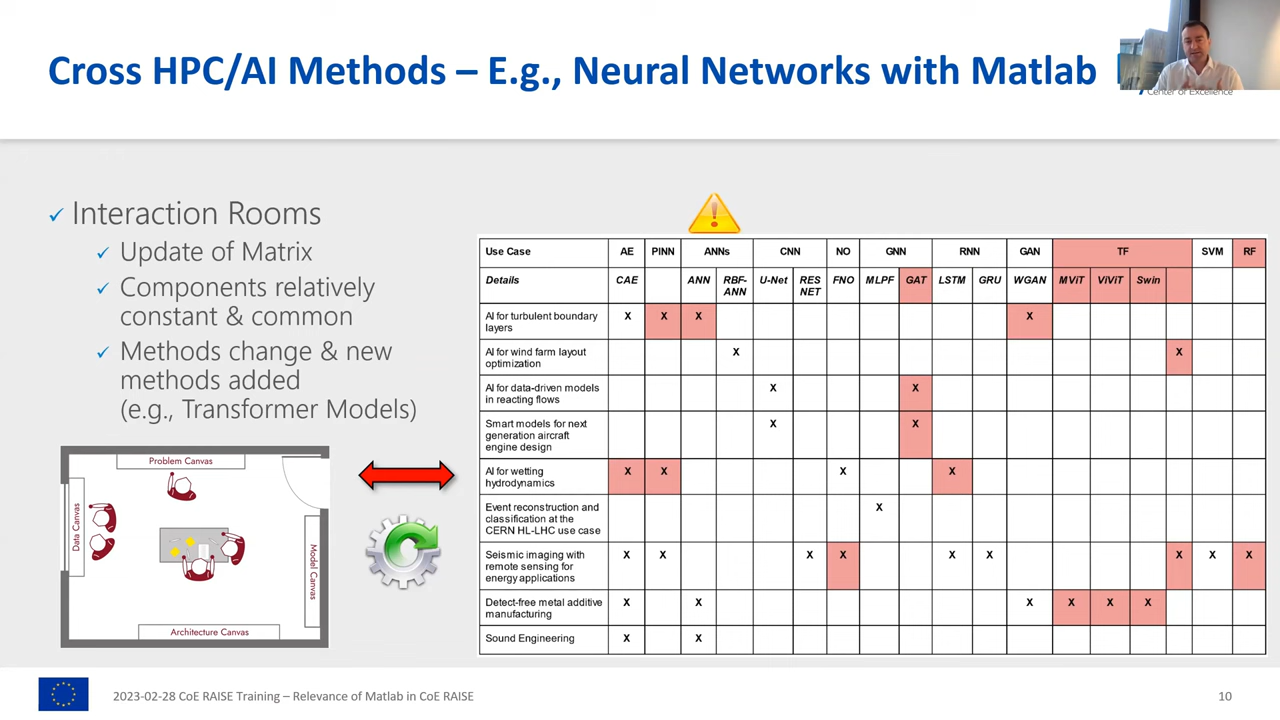 Cross HPC/AI Methods – E.g., Neural Networks with Matlab
Center of Excellence
✓ Interaction Rooms
✓ Update of Matrix
✓ Components relatively
constant & common
✓ Methods change & new
methods added
(e.g., Transformer Models)
Problem Canvas
Data Canvas
Model Canvas
Architecture Canvas
Use Case AE PINN ANNs CNN NO GNN RNN GAN TF SVM RF
Details CAE ANN RBF-ANN U-Net RES NET FNO MLPF GAT LSTM GRU WGAN MViT ViViT Swin
AI for turbulent boundary X X X X
layers
AI for wind farm layout X X
optimization
AI for data-driven models X X
in reacting flows
Smart models for next X X
generation aircraft
engine design
AI for wetting X X X X
hydrodynamics
Event reconstruction and X
classification at the
CERN HL-LHC use case
Seismic imaging with X X X X X X X X X
remote sensing for
energy applications
Detect-free metal additive X X X X X X
manufacturing
Sound Engineering X X
2023-02-28 CoE RAISE Training – Relevance of Matlab in CoE RAISE
10